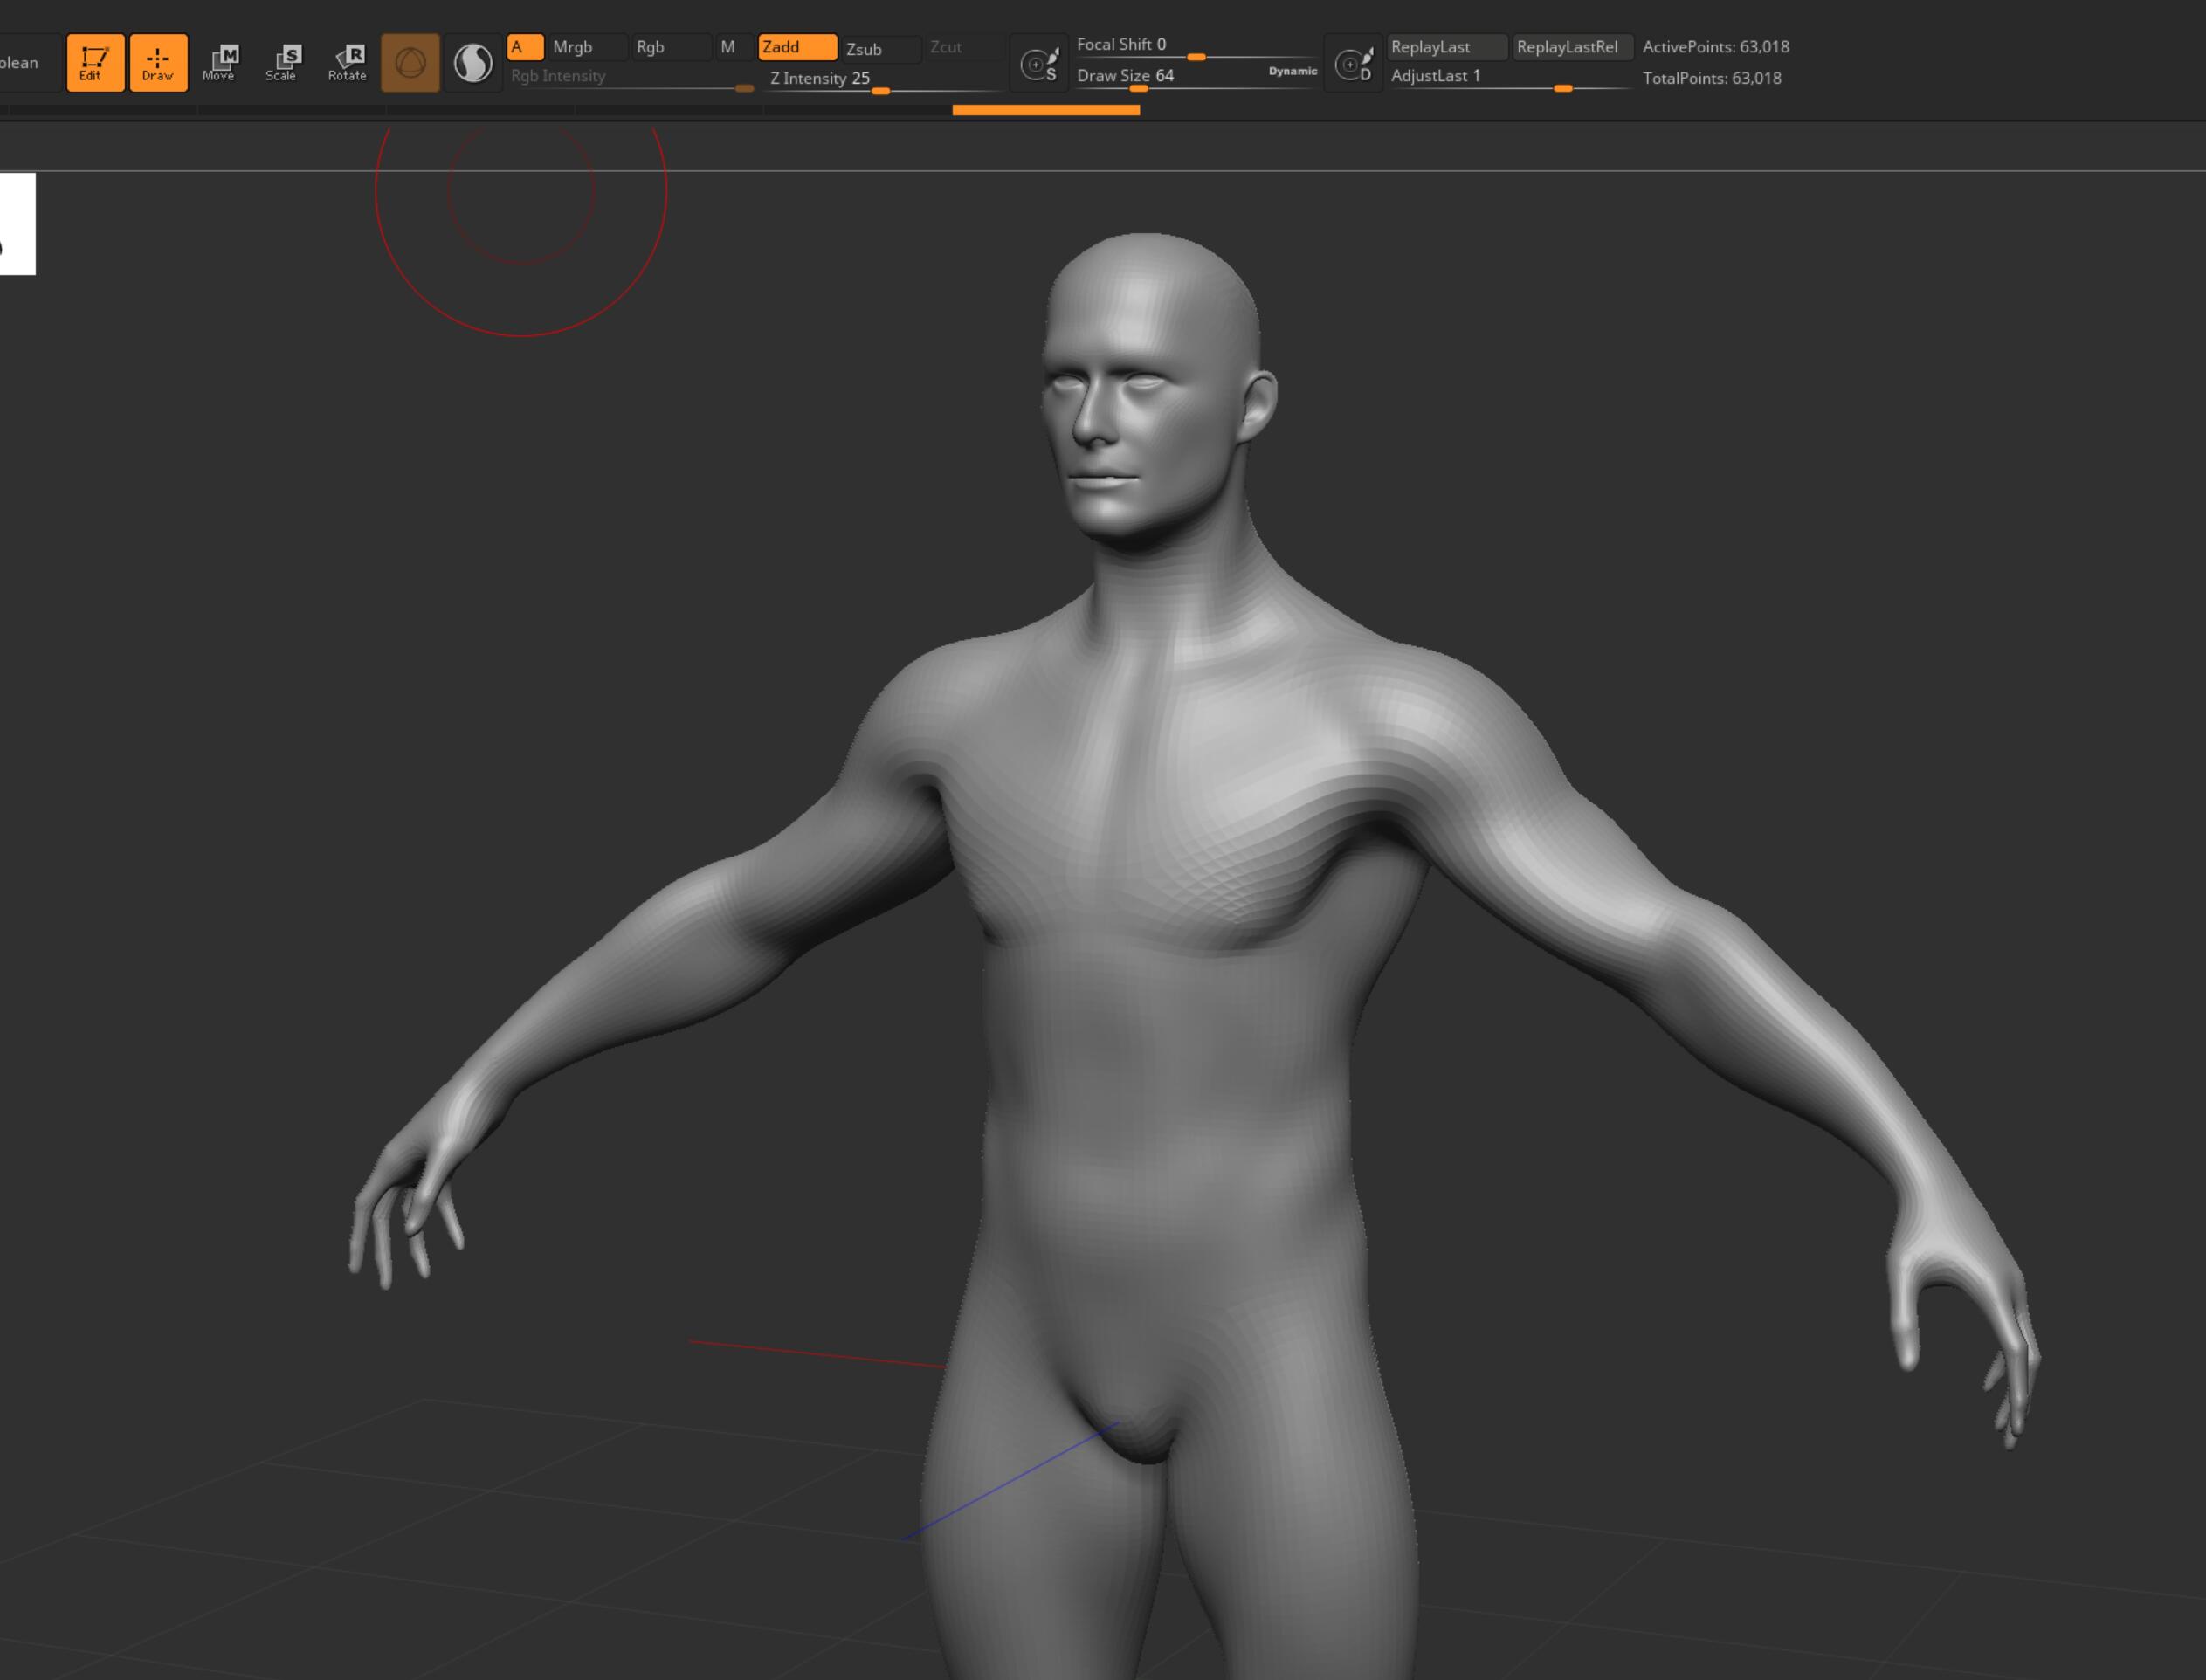 olean Edit Draw Move Scale Rotate A Mrgb Rgb M Zadd Zsub Zcut Focal Shift 0 ReplayLast ReplayLastRel ActivePoints: 63,018
M S R
Rgb Intensity Z Intensity 25 S Draw Size 64 Dynamic D AdjustLast 1 TotalPoints: 63,018